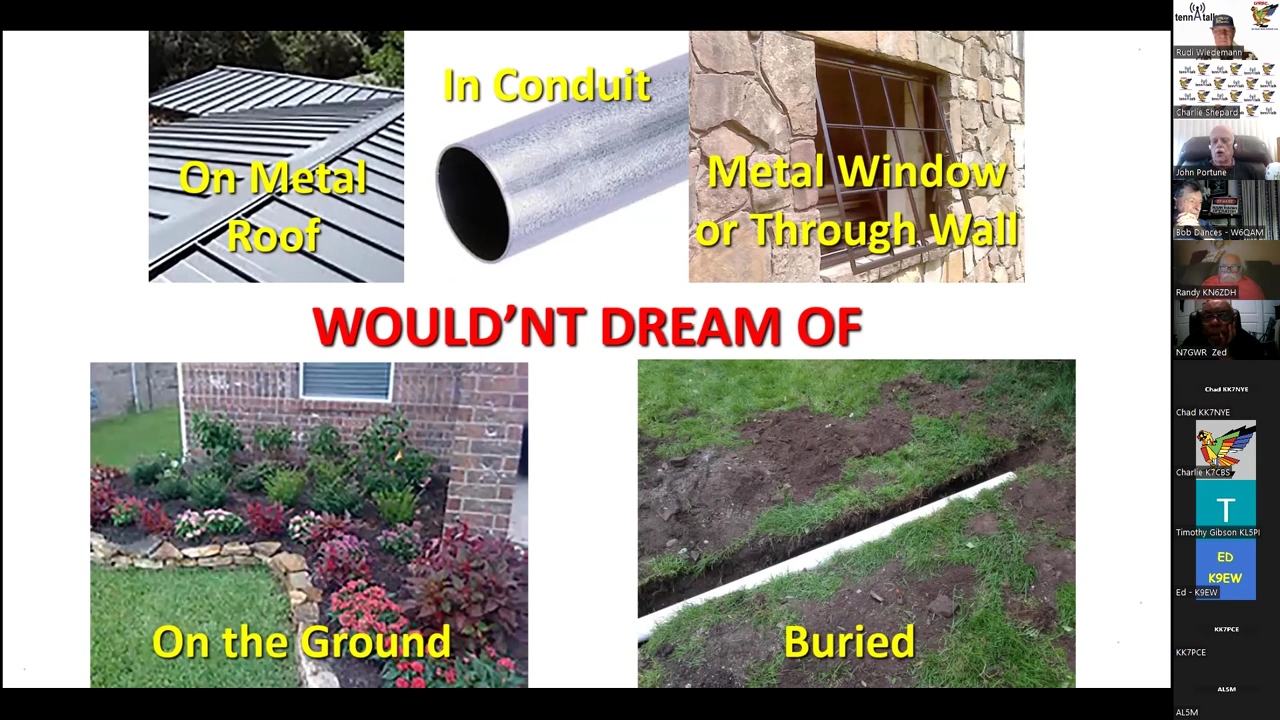 In Conduit
On Metal
Roof
Metal Window
or Through Wall
WOULD’NT DREAM OF
On the Ground
Buried
tennAtalk
Rudi Wiedemann
Charlie Shepard
John Portune
Bob Dances - W6QAM
Randy KN6ZDH
N7GWR Zed
Chad KK7NYE
Chad KK7NYE
Charlie K7CBS
T
Timothy Gibson KL5PI
ED
K9EW
Ed - K9EW
KK7PCE
KK7PCE
AL5M
AL5M